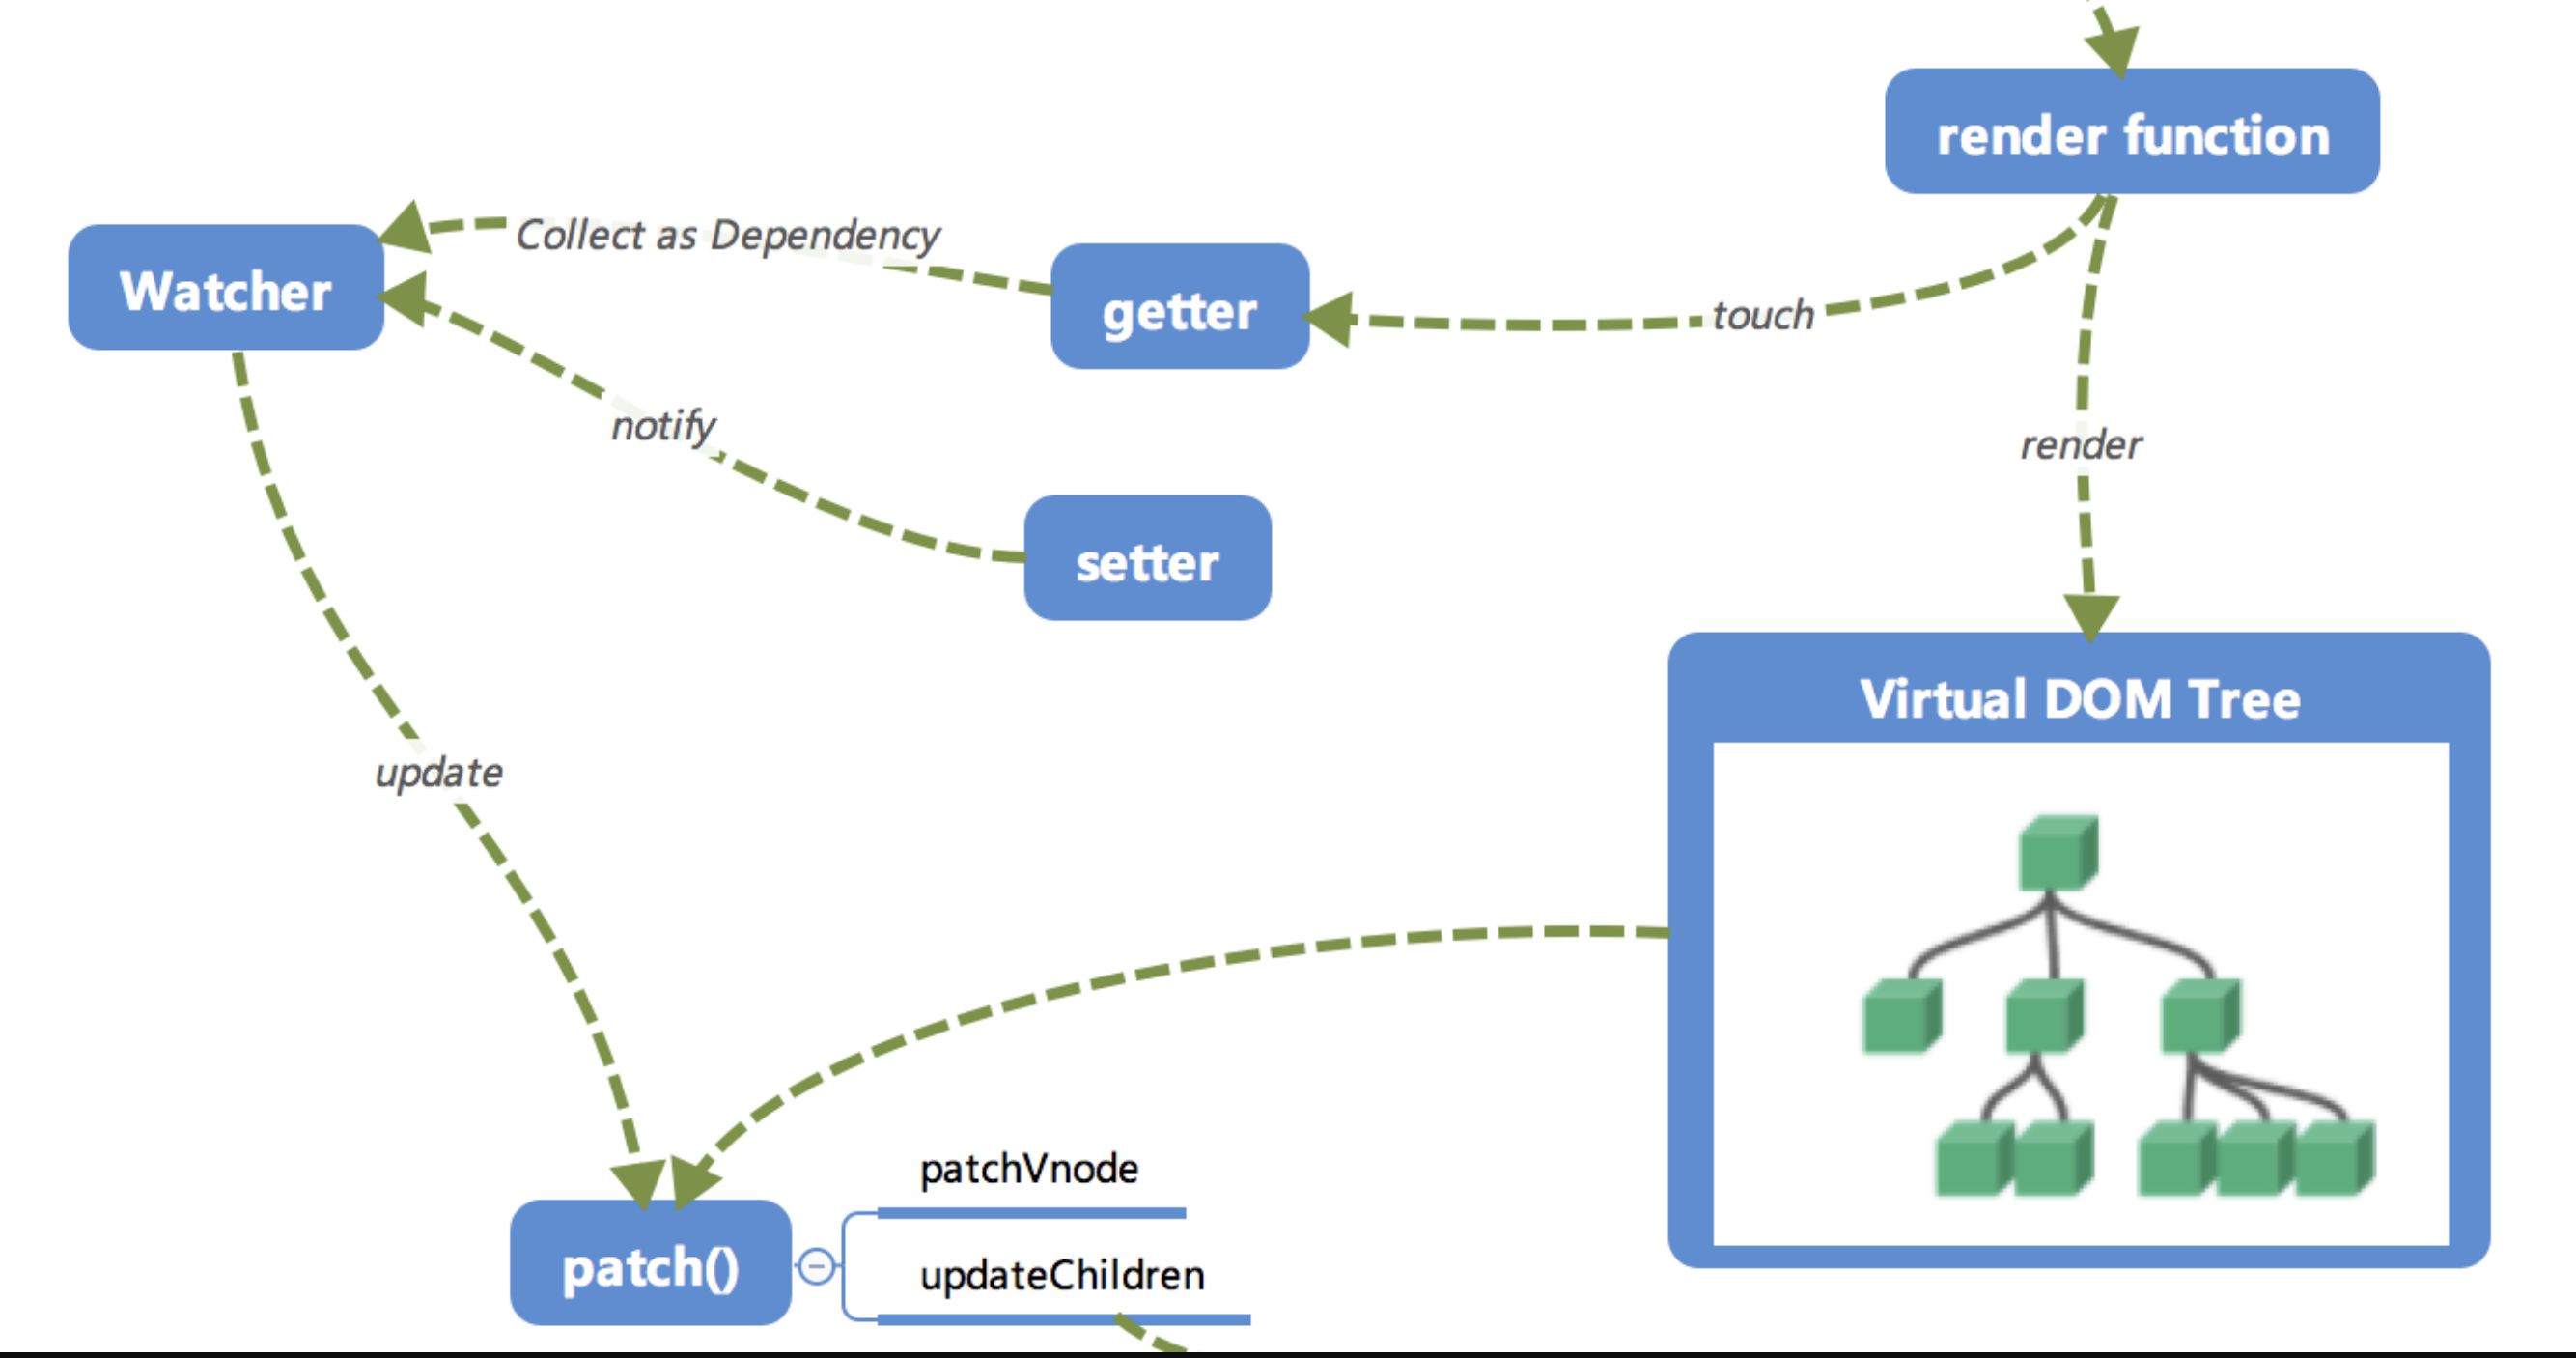 render function
Collect as Dependency
Watcher
getter
touch
notify
render
setter
Virtual DOM Tree
update
patchVnode
patch()
updateChildren